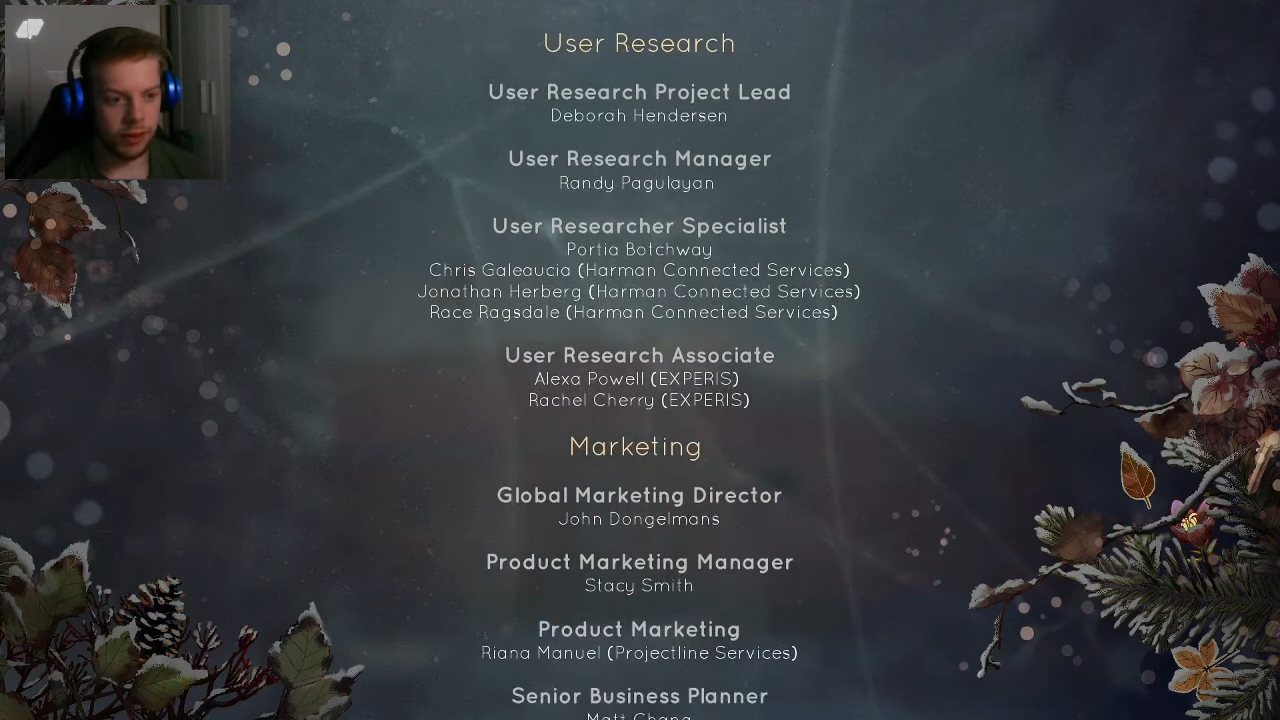 User Research
User Research Project Lead
Deborah Hendersen
User Research Manager
Randy Pagulayan
User Researcher Specialist
Portia Botchway
Chris Galeaucia (Harman Connected Services)
Jonathan Herberg (Harman Connected Services)
Race Ragsdale (Harman Connected Services)
User Research Associate
Alexa Powell (EXPERIS)
Rachel Cherry (EXPERIS)
Marketing
Global Marketing Director
John Dongelmans
Product Marketing Manager
Stacy Smith
Product Marketing
Riana Manuel (Projectline Services)
Senior Business Planner
Matt Chang